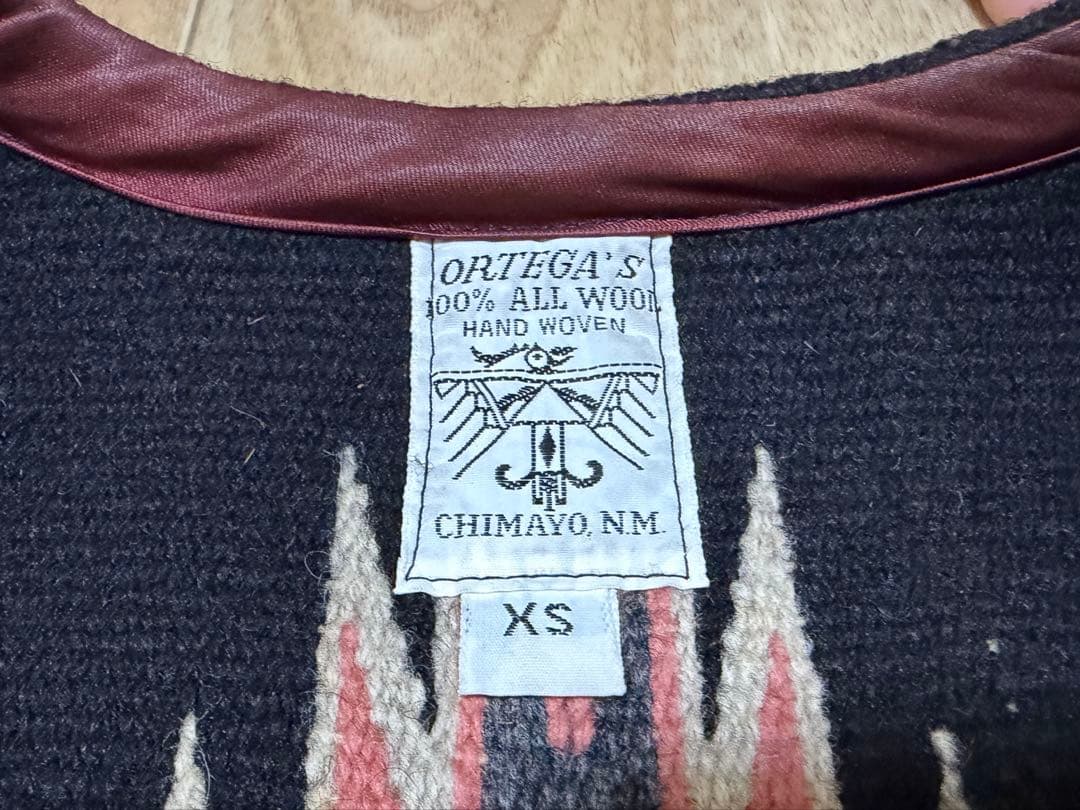 ORTEGA'S
100% ALL WOOL
HAND WOVEN
CHIMAYO, N.M.
XS